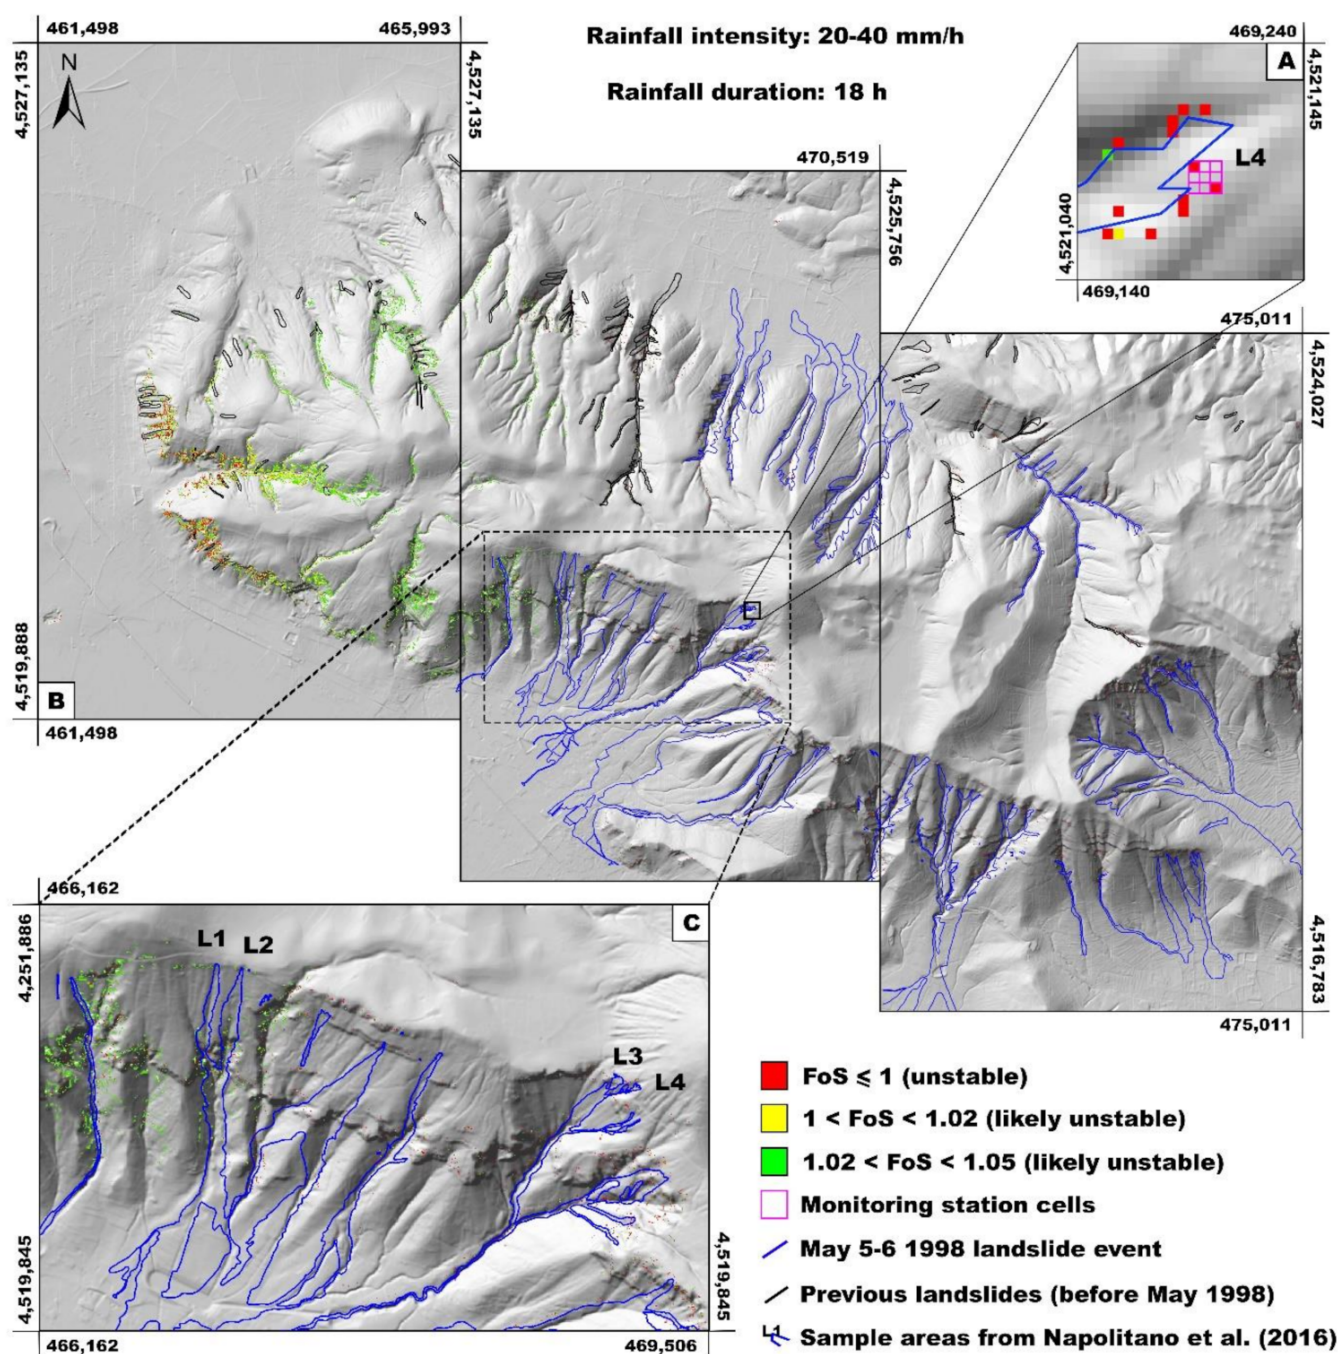 461,498
465,993
Rainfall intensity: 20-40 mm/h
469,240
A
N
4,527,135
4,527,135
Rainfall duration: 18 h
4,521,145
470,519
L4
4,525,756
4,521,040
469,140
475,011
4,524,027
4,519,888
B
461,498
466,162
C
4,251,886
L1
L2
4,516,783
475,011
L3
L4
FoS ⩽ 1 (unstable)
1 < FoS < 1.02 (likely unstable)
1.02 < FoS < 1.05 (likely unstable)
Monitoring station cells
May 5-6 1998 landslide event
4,519,845
4,519,845
Previous landslides (before May 1998)
L1
Sample areas from Napolitano et al. (2016)
466,162
469,506